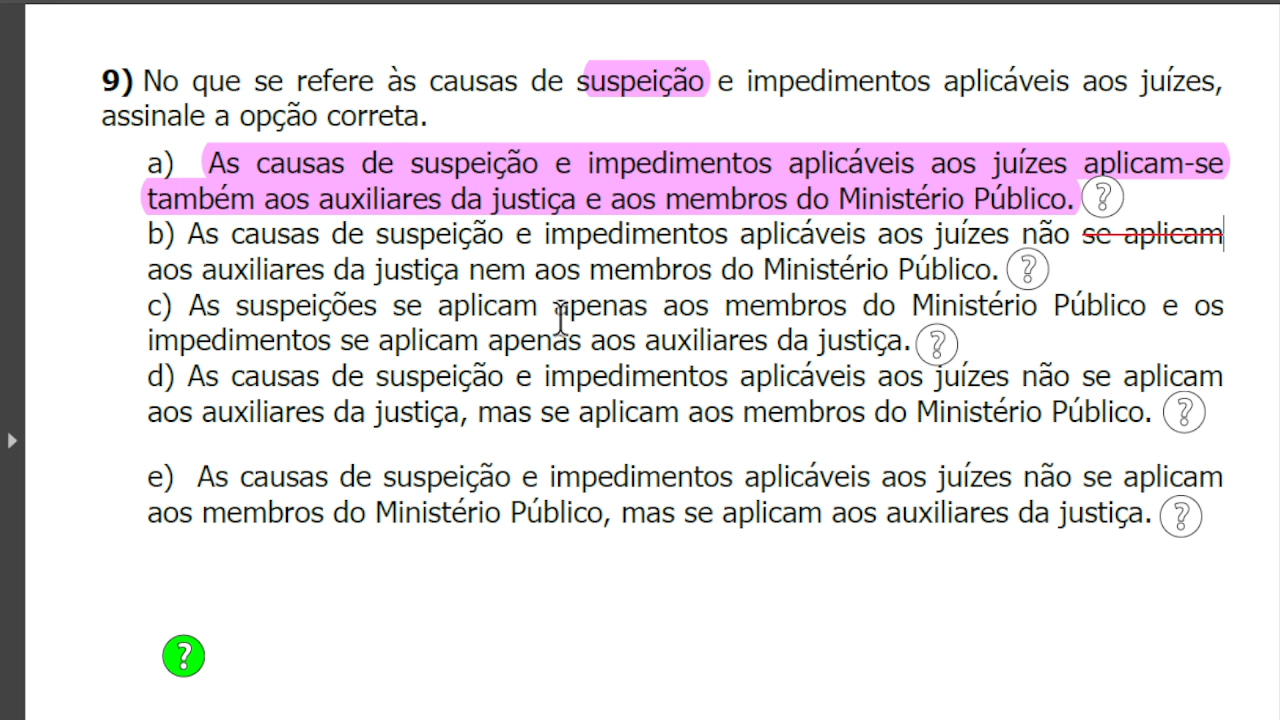 9) No que se refere às causas de suspeição e impedimentos aplicáveis aos juízes,
assinale a opção correta.
a) As causas de suspeição e impedimentos aplicáveis aos juízes aplicam-se
também aos auxiliares da justiça e aos membros do Ministério Público. ?
b) As causas de suspeição e impedimentos aplicáveis aos juízes não se aplicam
aos auxiliares da justiça nem aos membros do Ministério Público. ?
c) As suspeições se aplicam apenas aos membros do Ministério Público e os
impedimentos se aplicam apenas aos auxiliares da justiça. ?
d) As causas de suspeição e impedimentos aplicáveis aos juízes não se aplicam
aos auxiliares da justiça, mas se aplicam aos membros do Ministério Público. ?
e) As causas de suspeição e impedimentos aplicáveis aos juízes não se aplicam
aos membros do Ministério Público, mas se aplicam aos auxiliares da justiça. ?
?